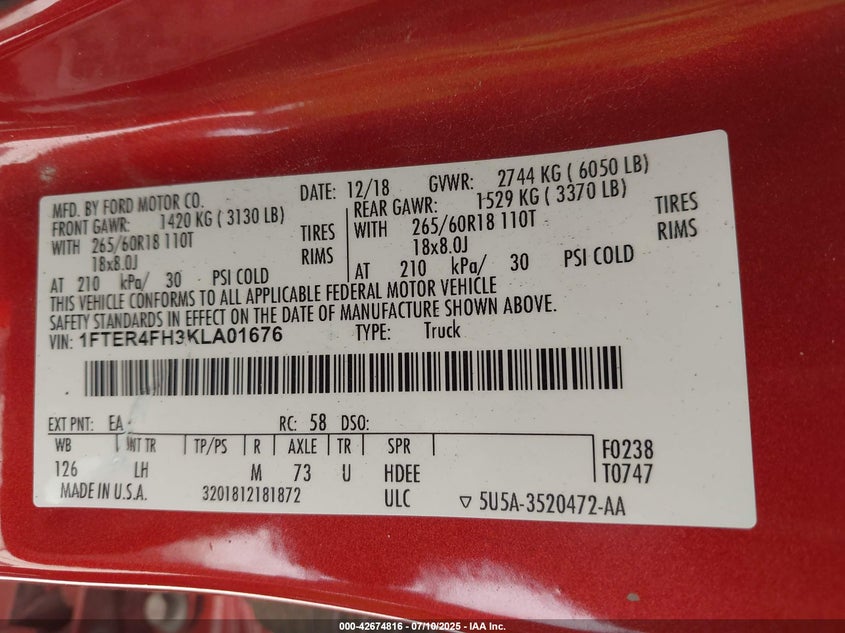 MFD. BY FORD MOTOR CO. DATE: 12/18 GVWR: 2744 KG ( 6050 LB)
FRONT GAWR: 1420 KG ( 3130 LB) REAR GAWR: 1529 KG ( 3370 LB)
WITH 265/60R18 110T TIRES WITH 265/60R18 110T TIRES
18x8.0J RIMS 18x8.0J RIMS
AT 210 kPa/ 30 PSI COLD AT 210 kPa/ 30 PSI COLD
THIS VEHICLE CONFORMS TO ALL APPLICABLE FEDERAL MOTOR VEHICLE
SAFETY STANDARDS IN EFFECT ON THE DATE OF MANUFACTURE SHOWN ABOVE.
VIN: 1FTER4FH3KLA01676 TYPE: Truck
EXT PNT: EA RC: 58 DSO:
WB INT TR TP/PS R AXLE TR SPR F0238
126 LH M 73 U HDEE T0747
MADE IN U.S.A. 3201812181872 ULC ▽ 5U5A-3520472-AA
000-42674816 - 07/10/2025 - IAA Inc.